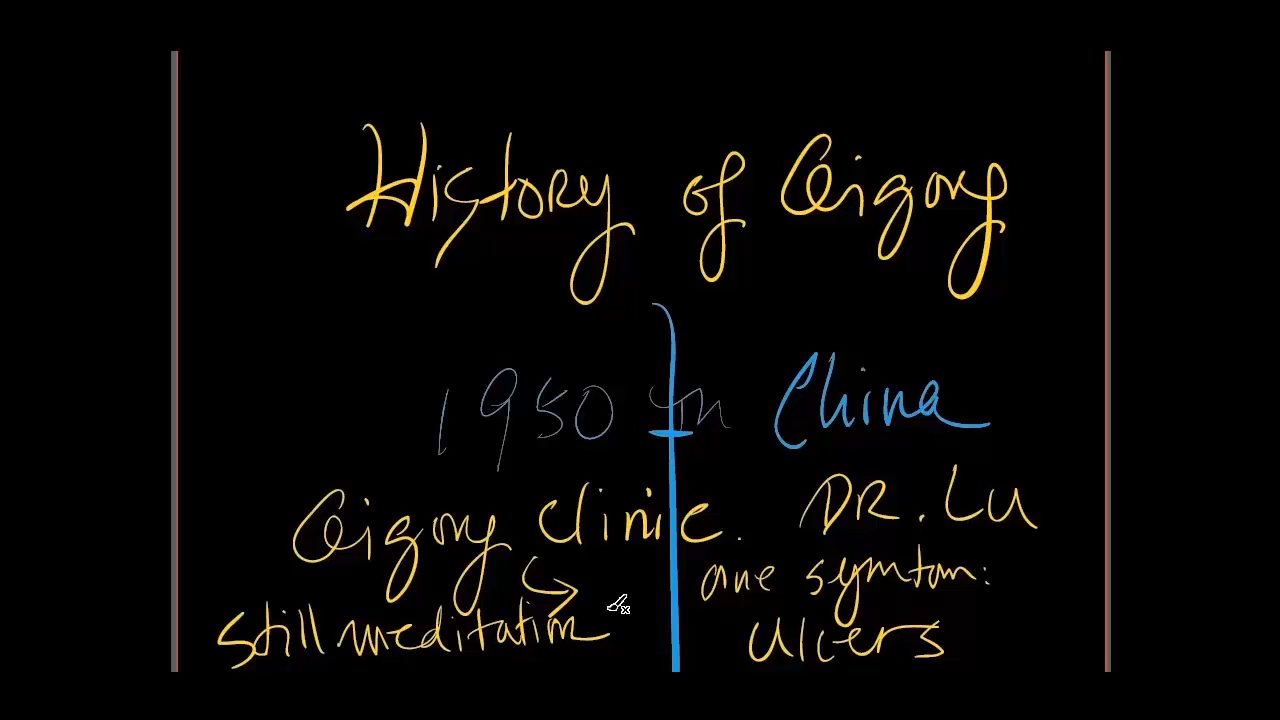 History of Qigong
1950 in China
Qigong clinic. DR. Lu
one symtom:
still meditation
Ulcers